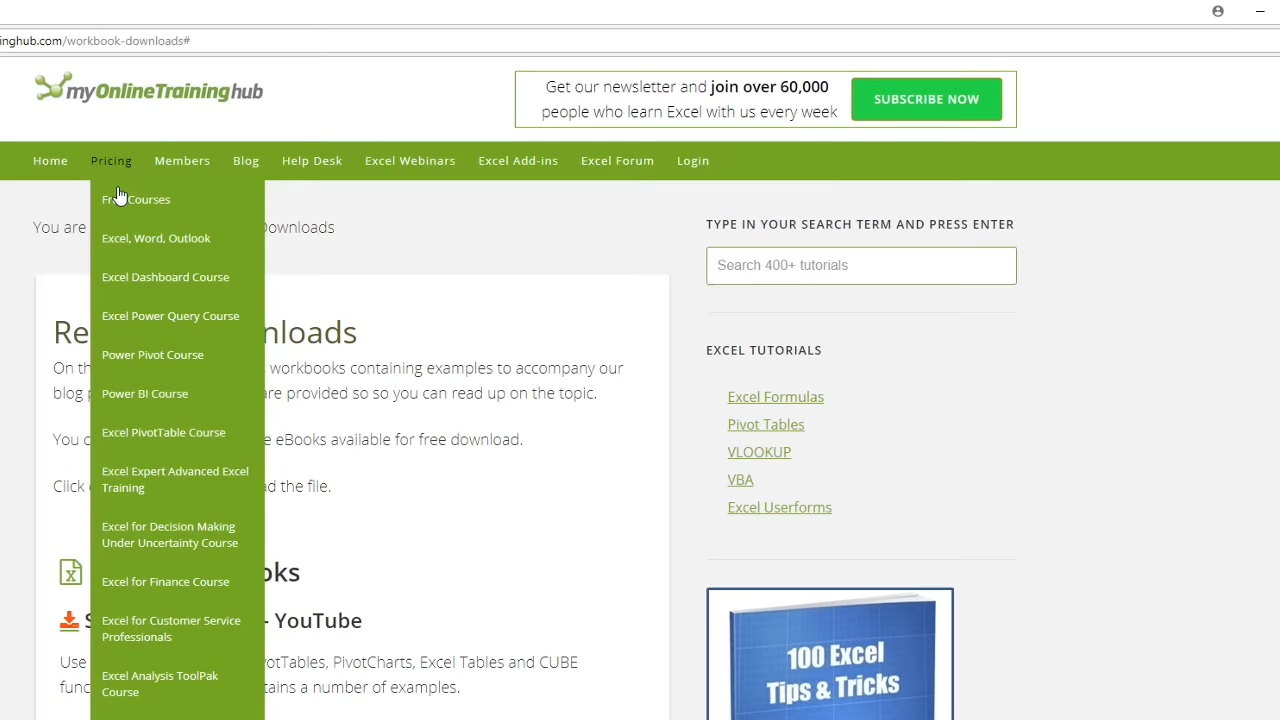 inghub.com/workbook-downloads#
myOnlineTraininghub
Get our newsletter and join over 60,000
people who learn Excel with us every week
SUBSCRIBE NOW
Home Pricing Members Blog Help Desk Excel Webinars Excel Add-ins Excel Forum Login
Courses
Excel, Word, Outlook
Excel Dashboard Course
Excel Power Query Course
Power Pivot Course
Power BI Course
Excel PivotTable Course
Excel Expert Advanced Excel
Training
Excel for Decision Making
Under Uncertainty Course
Excel for Finance Course
Excel for Customer Service
Professionals
Excel Analysis ToolPak
Course
You are
Downloads
Re
nloads
On th
workbooks containing examples to accompany our
blog
are provided so so you can read up on the topic.
You
eBooks available for free download.
Click
the file.
ks
- YouTube
Use
PivotTables, PivotCharts, Excel Tables and CUBE
func
tains a number of examples.
TYPE IN YOUR SEARCH TERM AND PRESS ENTER
Search 400+ tutorials
EXCEL TUTORIALS
Excel Formulas
Pivot Tables
VLOOKUP
VBA
Excel Userforms
100 Excel
Tips & Tricks